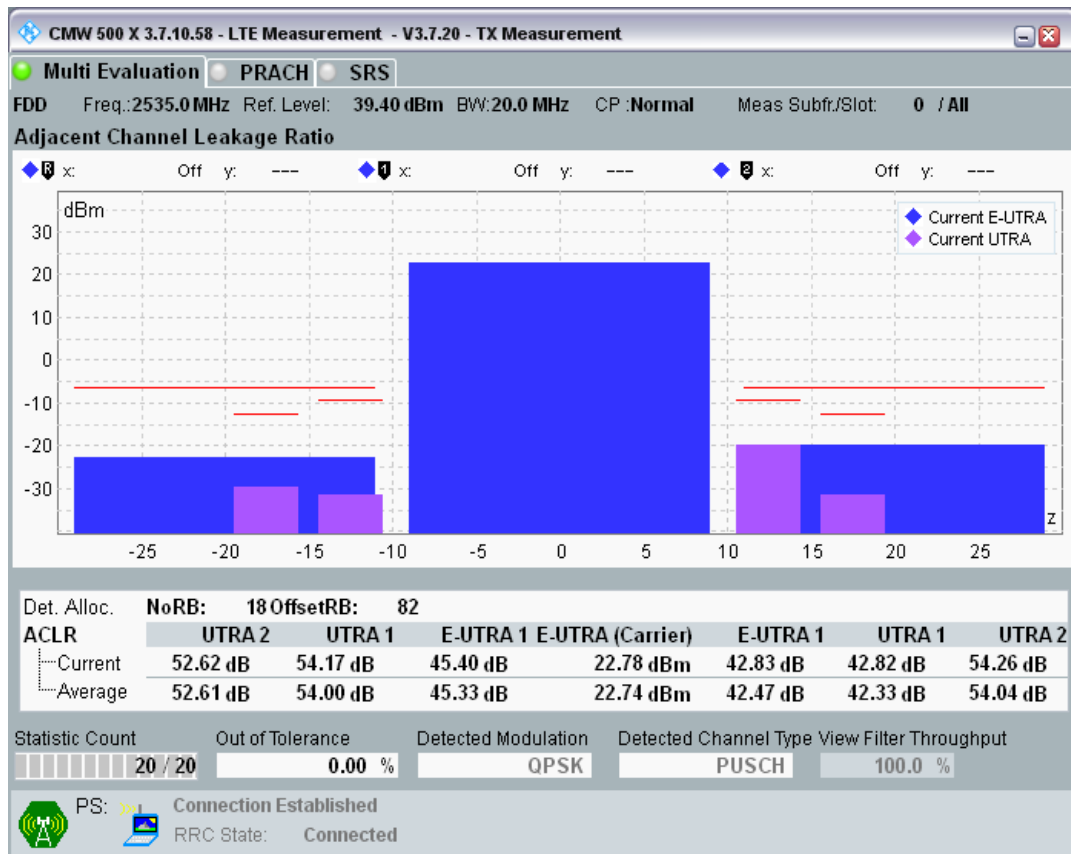 CMW 500 X 3.7.10.58 - LTE Measurement - V3.7.20 - TX Measurement
Multi Evaluation PRACH SRS
FDD Freq.:2535.0 MHz Ref. Level: 39.40 dBm BW:20.0 MHz CP :Normal Meas Subfr./Slot: 0 / All
Adjacent Channel Leakage Ratio
R x: Off y: --- 1 x: Off y: --- 2 x: Off y: ---
dBm
Current E-UTRA
Current UTRA
30
20
10
0
-10
-20
-30
z
-25 -20 -15 -10 -5 0 5 10 15 20 25
Det. Alloc. NoRB: 18 OffsetRB: 82
ACLR UTRA 2 UTRA 1 E-UTRA 1 E-UTRA (Carrier) E-UTRA 1 UTRA 1 UTRA 2
Current 52.62 dB 54.17 dB 45.40 dB 22.78 dBm 42.83 dB 42.82 dB 54.26 dB
Average 52.61 dB 54.00 dB 45.33 dB 22.74 dBm 42.47 dB 42.33 dB 54.04 dB
Statistic Count Out of Tolerance Detected Modulation Detected Channel Type View Filter Throughput
20 / 20 0.00 % QPSK PUSCH 100.0 %
PS: Connection Established
RRC State: Connected